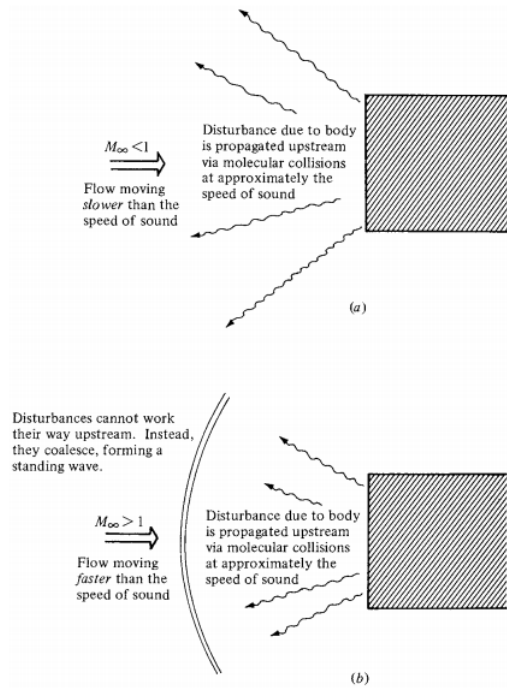 M∞<1
Flow moving
slower than the
speed of sound
Disturbance due to body
is propagated upstream
via molecular collisions
at approximately the
speed of sound
(a)
Disturbances cannot work
their way upstream. Instead,
they coalesce, forming a
standing wave.
M∞>1
Flow moving
faster than the
speed of sound
Disturbance due to body
is propagated upstream
via molecular collisions
at approximately the
speed of sound
(b)